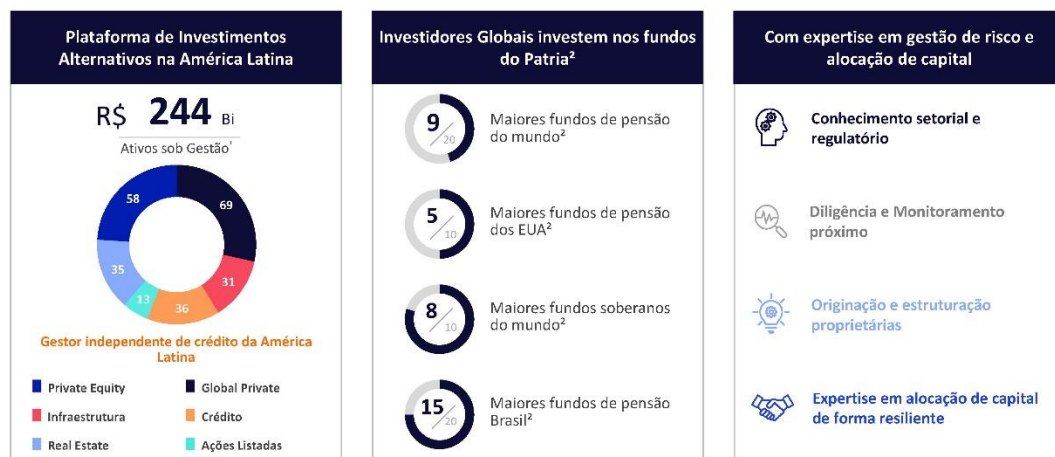 Plataforma de Investimentos
Alternativos na América Latina
R$ 244 Bi
Ativos sob Gestão¹
58
69
35
31
13
36
Gestor independente de crédito da América
Latina
Private Equity
Global Private
Infraestrutura
Crédito
Real Estate
Ações Listadas
Investidores Globais investem nos fundos
do Patria²
9/20
Maiores fundos de pensão
do mundo²
5/10
Maiores fundos de pensão
dos EUA²
8/10
Maiores fundos soberanos
do mundo²
15/20
Maiores fundos de pensão
Brasil²
Com expertise em gestão de risco e
alocação de capital
Conhecimento setorial e
regulatório
Diligência e Monitoramento
próximo
Originação e estruturação
proprietárias
Expertise em alocação de capital
de forma resiliente